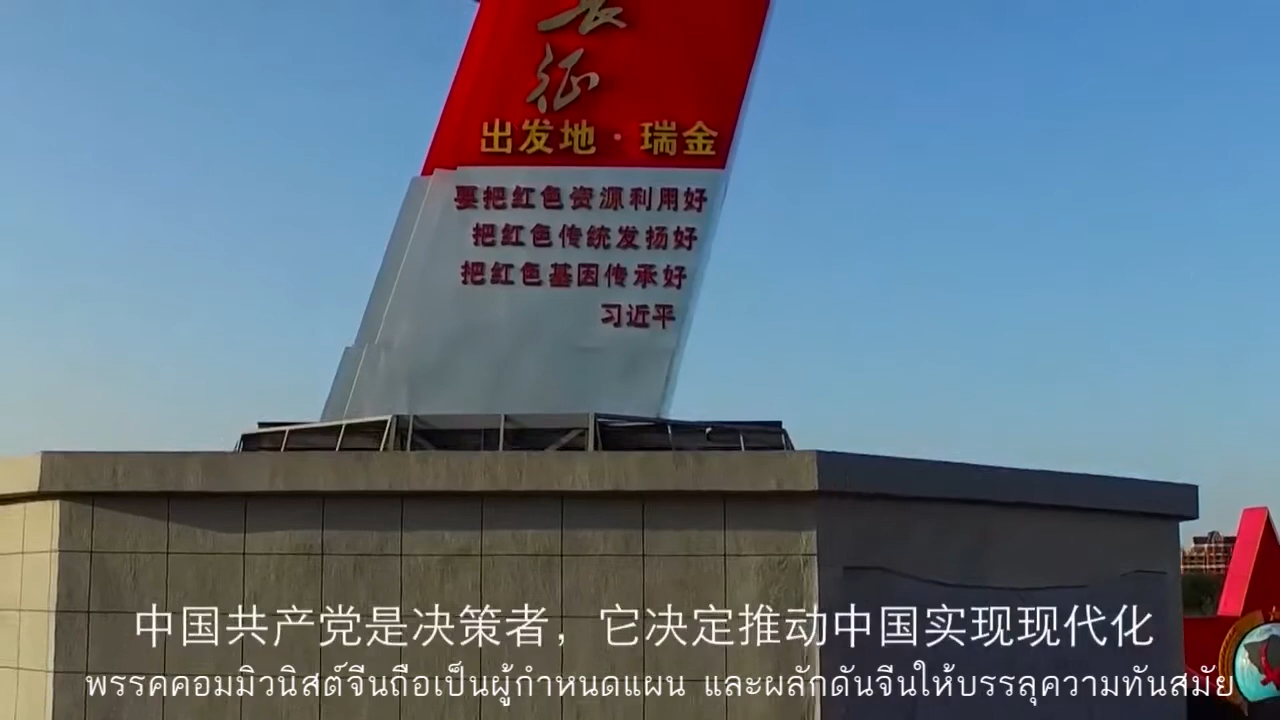 长
征
出发地·瑞金
要把红色资源利用好
把红色传统发扬好
把红色基因传承好
习近平
中国共产党是决策者，它决定推动中国实现现代化
พรรคคอมมิวนิสต์จีนถือเป็นผู้กำหนดแผน และผลักดันจีนให้บรรลุความทันสมัย